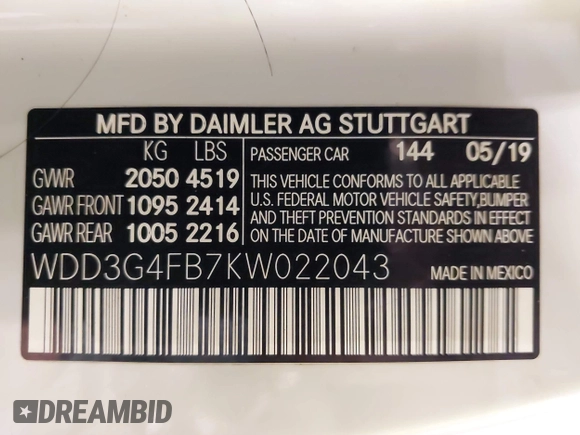 MFD BY DAIMLER AG STUTTGART
KG LBS
GVWR 2050 4519
GAWR FRONT 1095 2414
GAWR REAR 1005 2216
PASSENGER CAR 144 05/19
THIS VEHICLE CONFORMS TO ALL APPLICABLE
U.S. FEDERAL MOTOR VEHICLE SAFETY,BUMPER
AND THEFT PREVENTION STANDARDS IN EFFECT
ON THE DATE OF MANUFACTURE SHOWN ABOVE.
WDD3G4FB7KW022043 MADE IN MEXICO
DREAMBID